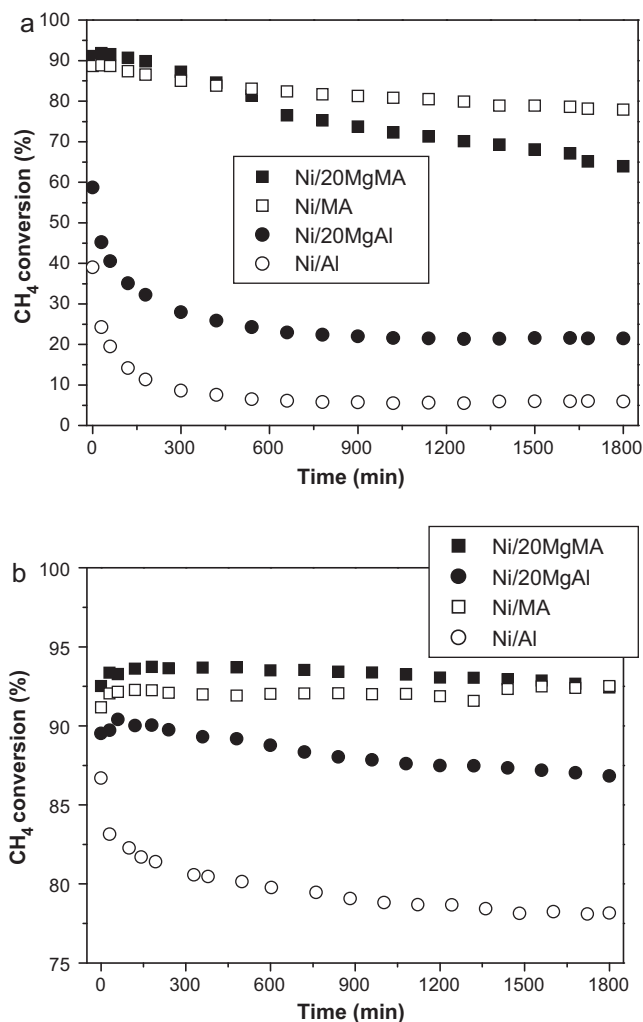 a
100
90
80
70
60
50
40
30
20
10
0
CH4 conversion (%)
Ni/20MgMA
Ni/MA
Ni/20MgAl
Ni/Al
0 300 600 900 1200 1500 1800
Time (min)
b
100
95
90
85
80
75
CH4 conversion (%)
Ni/20MgMA
Ni/20MgAl
Ni/MA
Ni/Al
0 300 600 900 1200 1500 1800
Time (min)